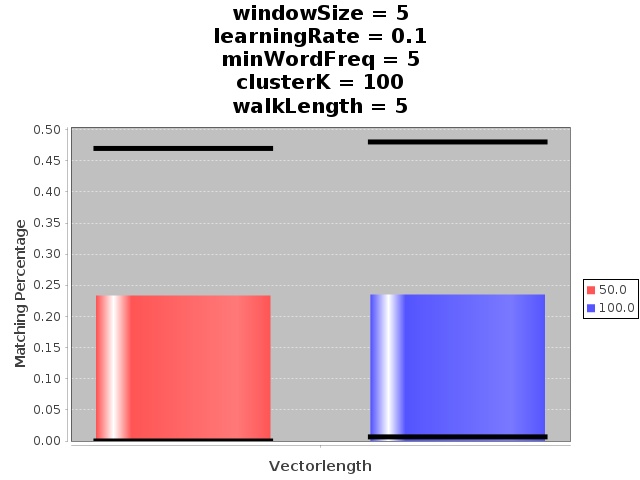 windowSize = 5
learningRate = 0.1
minWordFreq = 5
clusterK = 100
walkLength = 5
0.50
0.45
0.40
0.35
0.30
0.25
0.20
0.15
0.10
0.05
0.00
Matching Percentage
Vectorlength
50.0
100.0